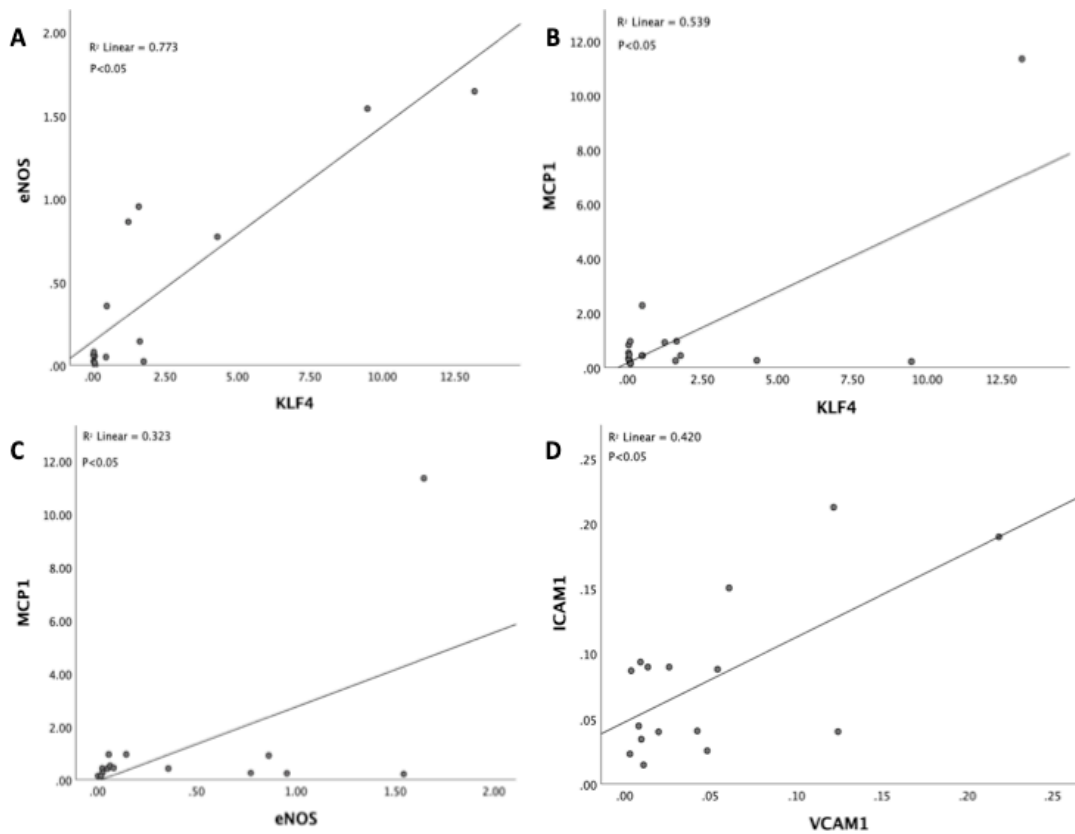 A
R² Linear = 0.773
P<0.05
2.00
1.50
1.00
.50
.00
eNOS
.00 2.50 5.00 7.50 10.00 12.50
KLF4
B
R² Linear = 0.539
P<0.05
12.00
10.00
8.00
6.00
4.00
2.00
.00
MCP1
.00 2.50 5.00 7.50 10.00 12.50
KLF4
C
R² Linear = 0.323
P<0.05
12.00
10.00
8.00
6.00
4.00
2.00
.00
MCP1
.00 .50 1.00 1.50 2.00
eNOS
D
R² Linear = 0.420
P<0.05
.25
.20
.15
.10
.05
.00
ICAM1
.00 .05 .10 .15 .20 .25
VCAM1